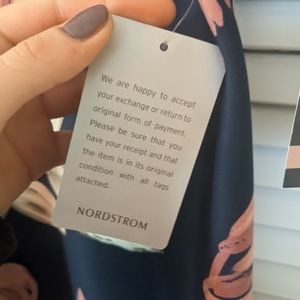 We are happy to accept
your exchange or return to
original form of payment.
Please be sure that you
have your receipt and that
the item is in its original
condition with all tags
attached.
NORDSTROM